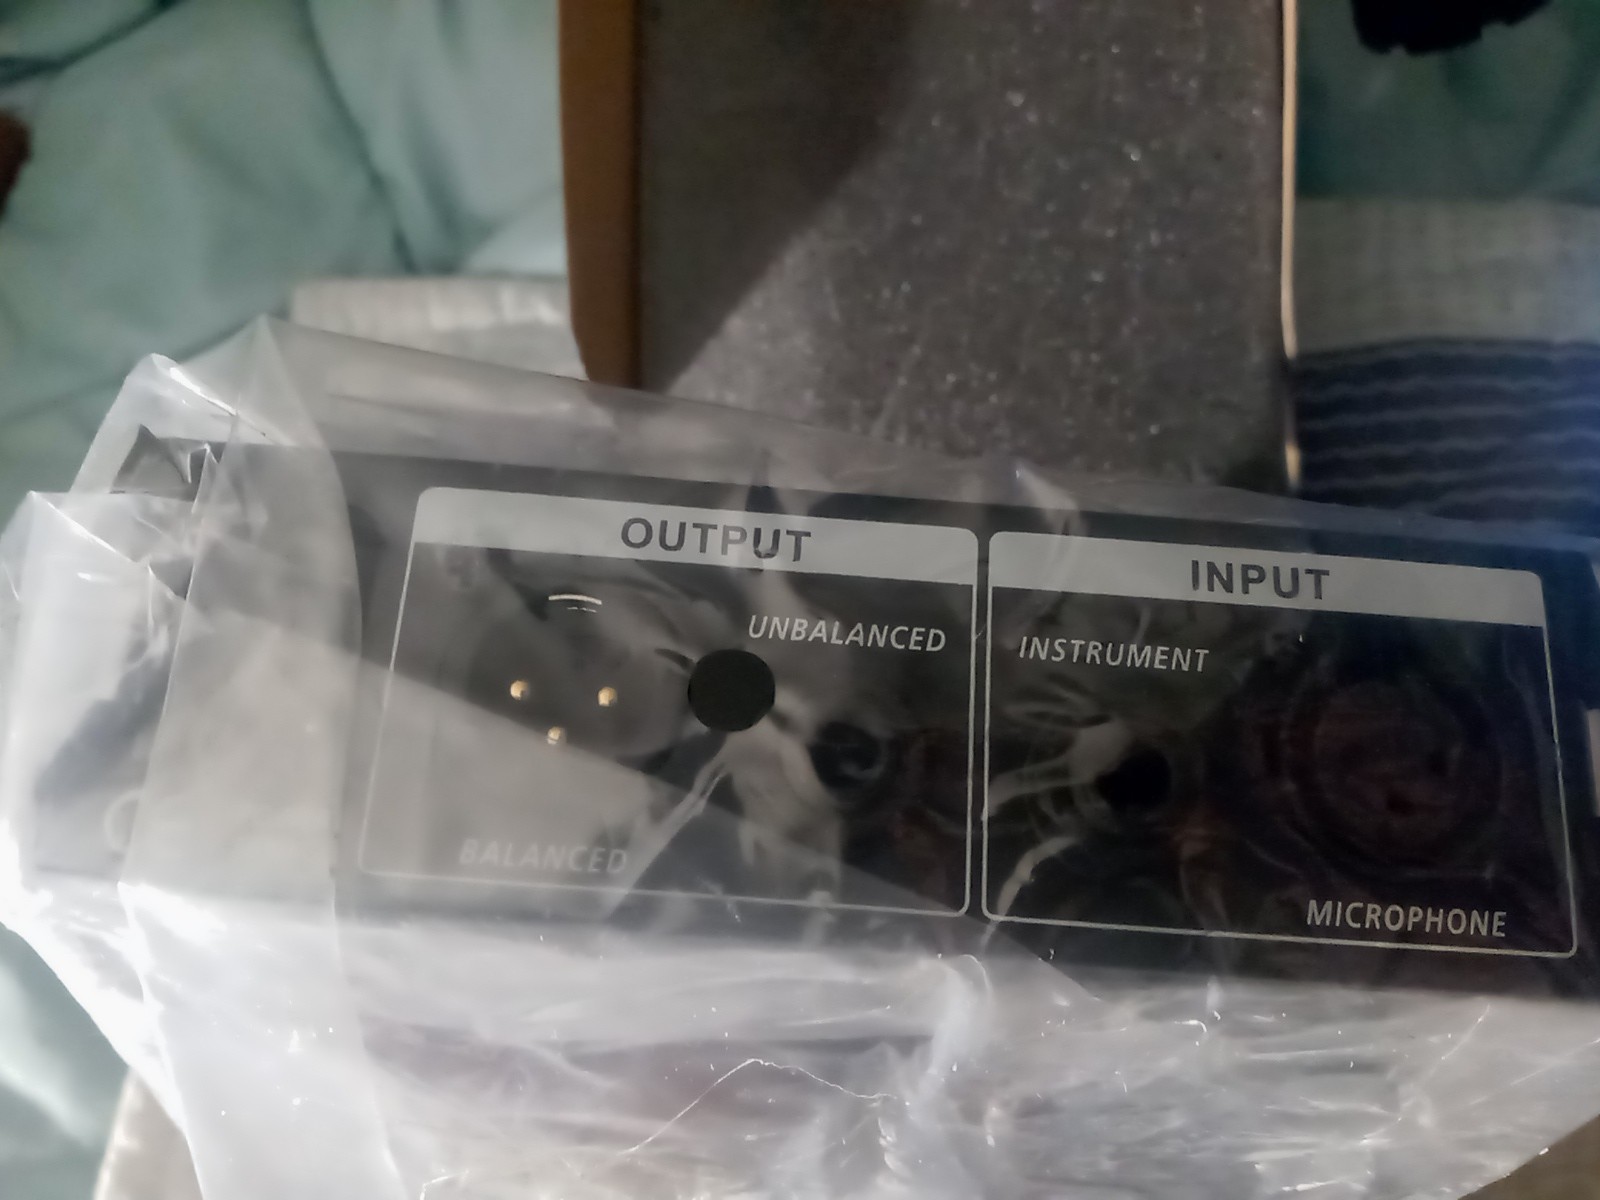 OUTPUT
UNBALANCED
BALANCED
INPUT
INSTRUMENT
MICROPHONE